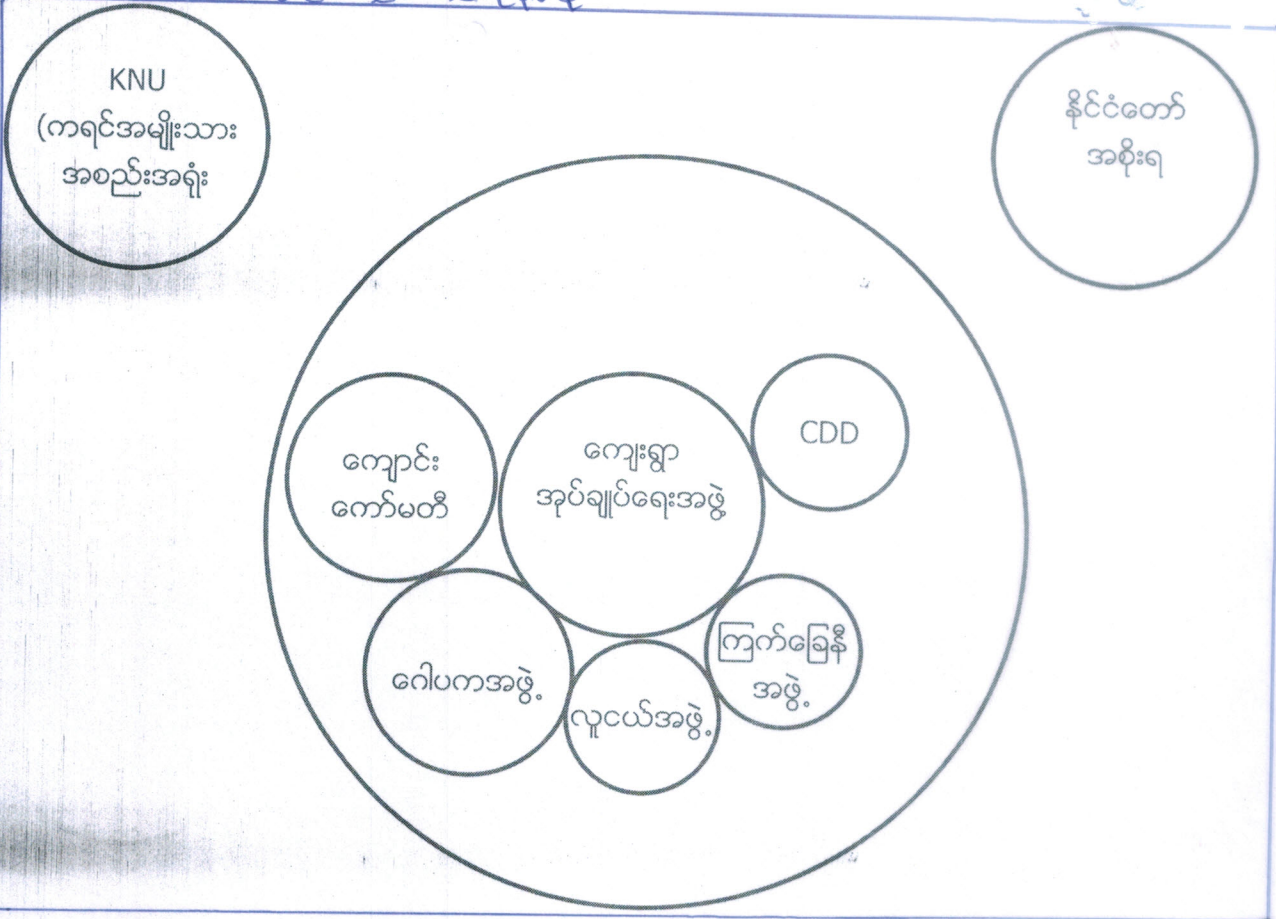 KNU
(ကရင်အမျိုးသား
အစည်းအရုံး
နိုင်ငံတော်
အစိုးရ
ကျောင်း
ကော်မတီ
ကျေးရွာ
အုပ်ချုပ်ရေးအဖွဲ့
CDD
ဂေါပကအဖွဲ့
လူငယ်အဖွဲ့
ကြက်ခြေနီ
အဖွဲ့